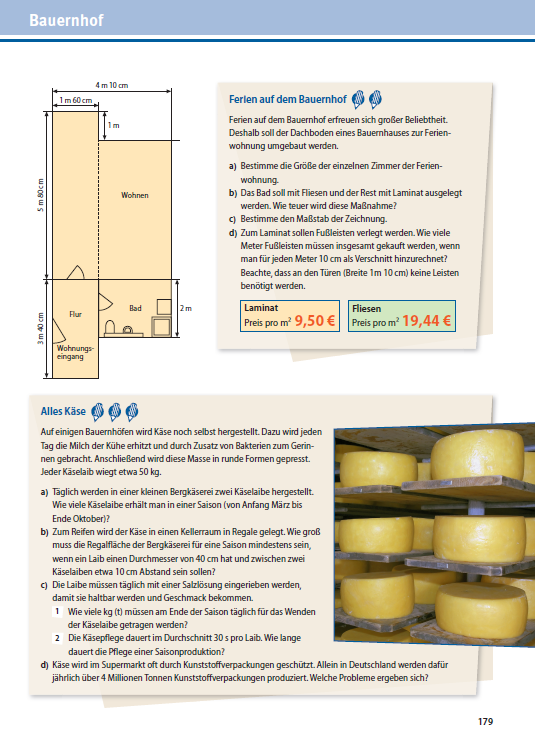 Bauernhof
4 m 10 cm
1 m 60 cm
1 m
5 m 80 cm
Wohnen
Flur
Bad
2 m
3 m 40 cm
Wohnungs-
eingang
Ferien auf dem Bauernhof
Ferien auf dem Bauernhof erfreuen sich großer Beliebtheit.
Deshalb soll der Dachboden eines Bauernhauses zur Ferien-
wohnung umgebaut werden.
a) Bestimme die Größe der einzelnen Zimmer der Ferien-
wohnung.
b) Das Bad soll mit Fliesen und der Rest mit Laminat ausgelegt
werden. Wie teuer wird diese Maßnahme?
c) Bestimme den Maßstab der Zeichnung.
d) Zum Laminat sollen Fußleisten verlegt werden. Wie viele
Meter Fußleisten müssen insgesamt gekauft werden, wenn
man für jeden Meter 10 cm als Verschnitt hinzurechnet?
Beachte, dass an den Türen (Breite 1m 10 cm) keine Leisten
benötigt werden.
Laminat
Preis pro m² 9,50 €
Fliesen
Preis pro m² 19,44 €
Alles Käse
Auf einigen Bauernhöfen wird Käse noch selbst hergestellt. Dazu wird jeden
Tag die Milch der Kühe erhitzt und durch Zusatz von Bakterien zum Gerin-
nen gebracht. Anschließend wird diese Masse in runde Formen gepresst.
Jeder Käselaib wiegt etwa 50 kg.
a) Täglich werden in einer kleinen Bergkäserei zwei Käselaibe hergestellt.
Wie viele Käselaibe erhält man in einer Saison (von Anfang März bis
Ende Oktober)?
b) Zum Reifen wird der Käse in einen Kellerraum in Regale gelegt. Wie groß
muss die Regalfläche der Bergkäserei für eine Saison mindestens sein,
wenn ein Laib einen Durchmesser von 40 cm hat und zwischen zwei
Käselaiben etwa 10 cm Abstand sein sollen?
c) Die Laibe müssen täglich mit einer Salzlösung eingerieben werden,
damit sie haltbar werden und Geschmack bekommen.
1 Wie viele kg (t) müssen am Ende der Saison täglich für das Wenden
der Käselaibe getragen werden?
2 Die Käsepflege dauert im Durchschnitt 30 s pro Laib. Wie lange
dauert die Pflege einer Saisonproduktion?
d) Käse wird im Supermarkt oft durch Kunststoffverpackungen geschützt. Allein in Deutschland werden dafür
jährlich über 4 Millionen Tonnen Kunststoffverpackungen produziert. Welche Probleme ergeben sich?
179